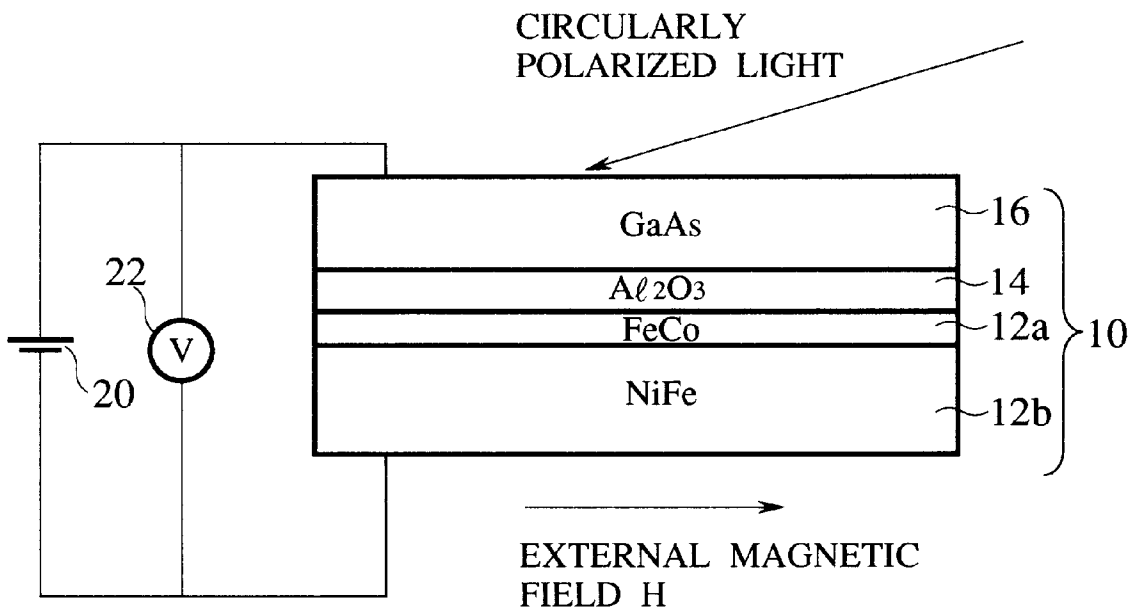 CIRCULARLY
POLARIZED LIGHT
GaAs
16
Aℓ2O3
14
FeCo
12a
10
NiFe
12b
22
V
20
EXTERNAL MAGNETIC
FIELD H